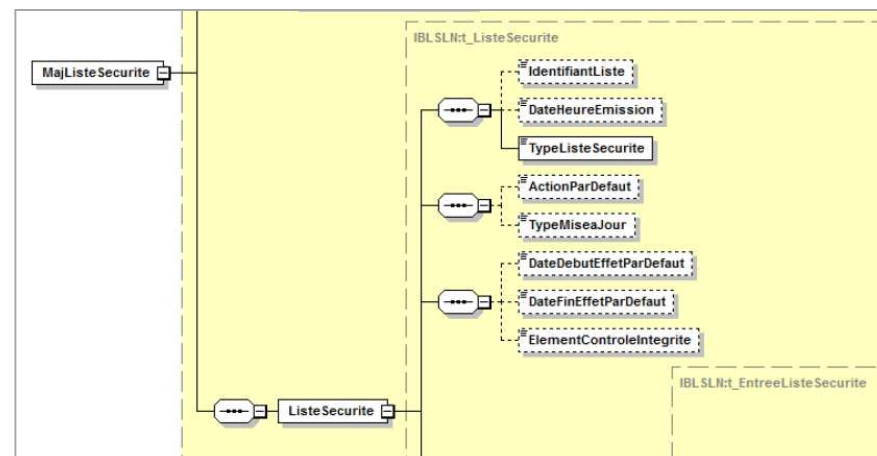 IBLSLN:t_ListeSecurite
MajListeSecurite
IdentifiantListe
DateHeureEmission
TypeListeSecurite
ActionParDefaut
TypeMiseaJour
DateDebutEffetParDefaut
DateFinEffetParDefaut
ElementControleIntegrite
IBLSLN:t_EntreeListeSecurite
ListeSecurite